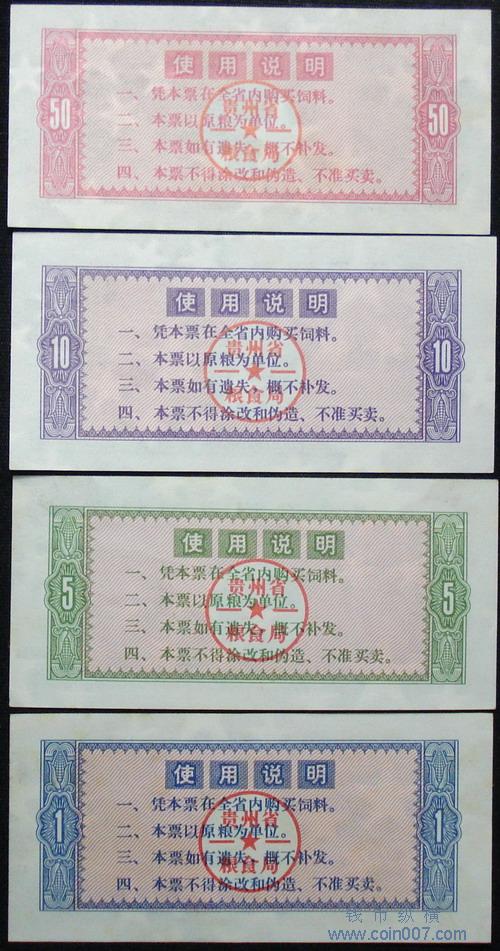 使用说明
50
一、凭本票在全省内购买饲料。
二、本票以原粮为单位。
三、本票如有遗失，概不补发。
四、本票不得涂改和伪造、不准买卖。
贵州省
粮食局
50
使用说明
10
一、凭本票在全省内购买饲料。
二、本票以原粮为单位。
三、本票如有遗失，概不补发。
四、本票不得涂改和伪造、不准买卖。
贵州省
粮食局
10
使用说明
5
一、凭本票在全省内购买饲料。
二、本票以原粮为单位。
三、本票如有遗失，概不补发。
四、本票不得涂改和伪造、不准买卖。
贵州省
粮食局
5
使用说明
1
一、凭本票在全省内购买饲料。
二、本票以原粮为单位。
三、本票如有遗失，概不补发。
四、本票不得涂改和伪造、不准买卖。
贵州省
粮食局
1
钱币纵横
www.coin007.com